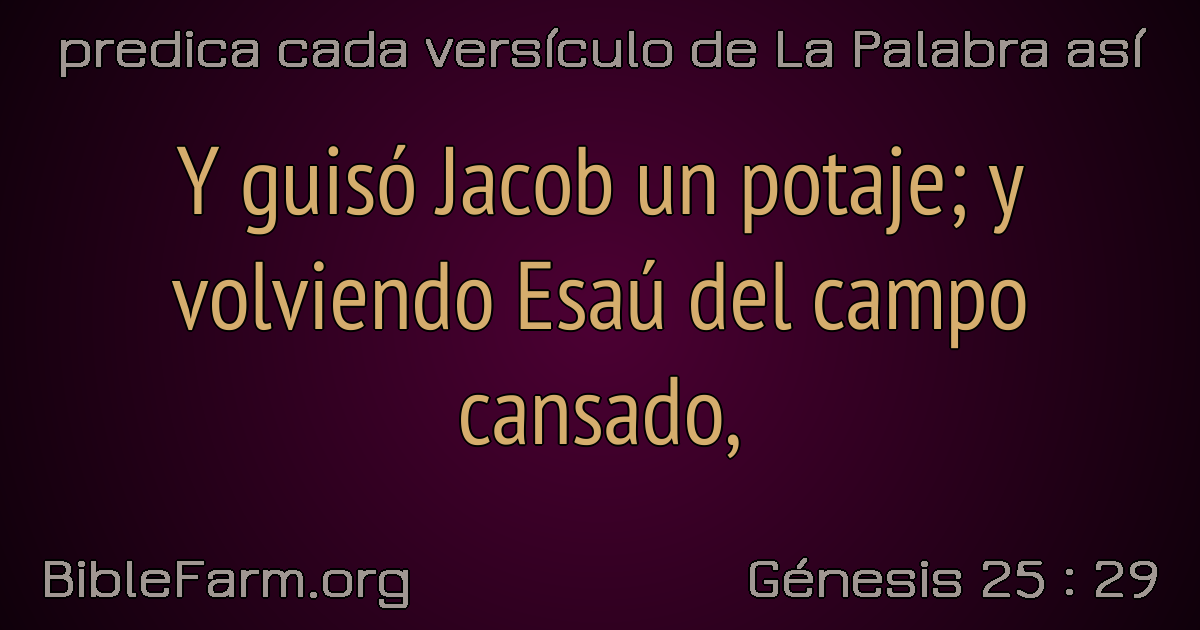 predica cada versículo de La Palabra así
Y guisó Jacob un potaje; y
volviendo Esaú del campo
cansado,
BibleFarm.org
Génesis 25 : 29